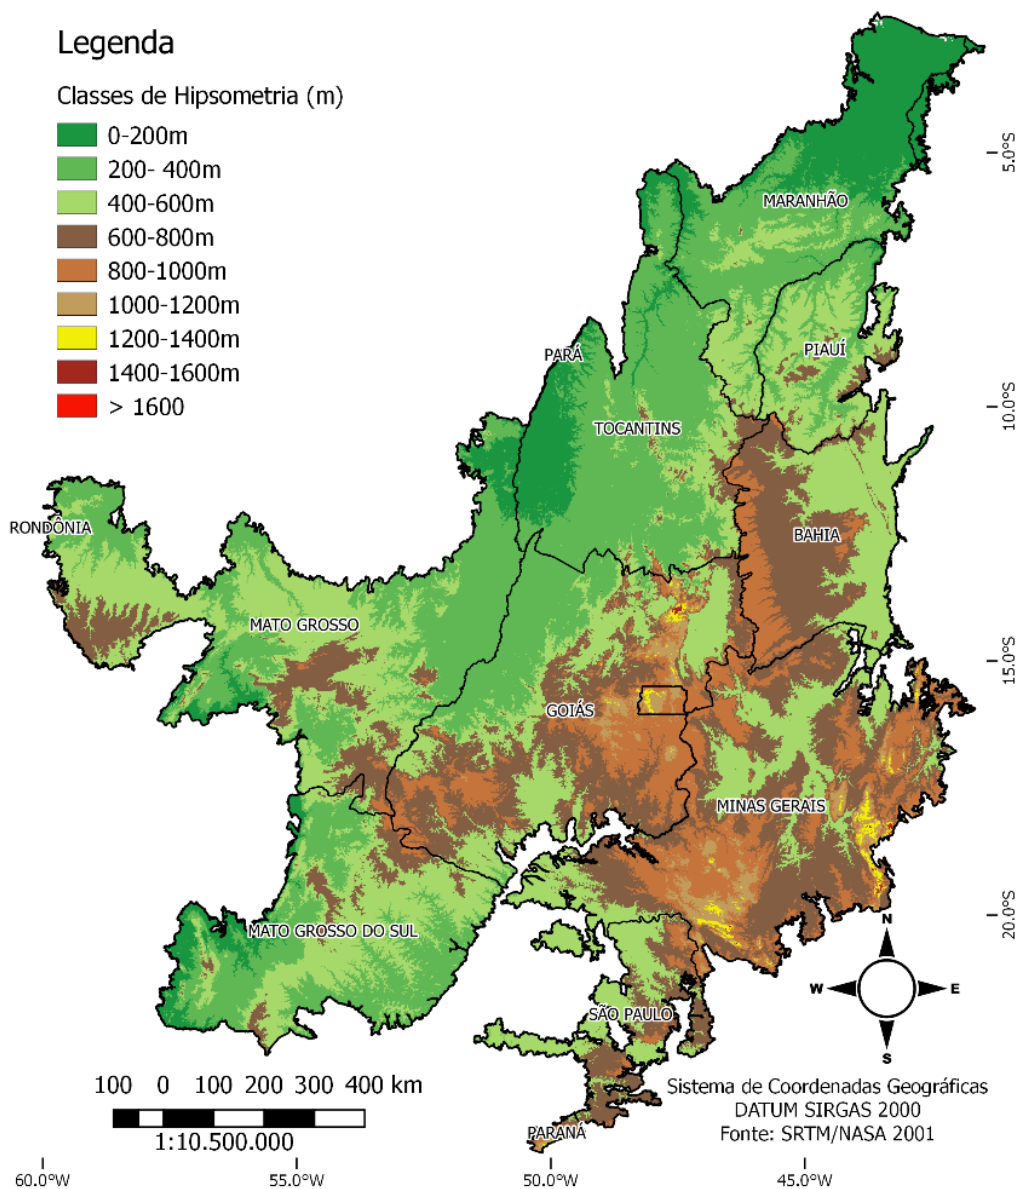 Legenda
Classes de Hipsometria (m)
0-200m
200- 400m
400-600m
600-800m
800-1000m
1000-1200m
1200-1400m
1400-1600m
> 1600
5.0°S
MARANHÃO
PARÁ
PIAUÍ
10.0°S
TOCANTINS
RONDÔNIA
BAHIA
MATO GROSSO
15.0°S
GOIÁS
MINAS GERAIS
20.0°S
MATO GROSSO DO SUL
N
W
E
S
SÃO PAULO
PARANÁ
100 0 100 200 300 400 km
1:10.500.000
Sistema de Coordenadas Geográficas
DATUM SIRGAS 2000
Fonte: SRTM/NASA 2001
60.0°W 55.0°W 50.0°W 45.0°W